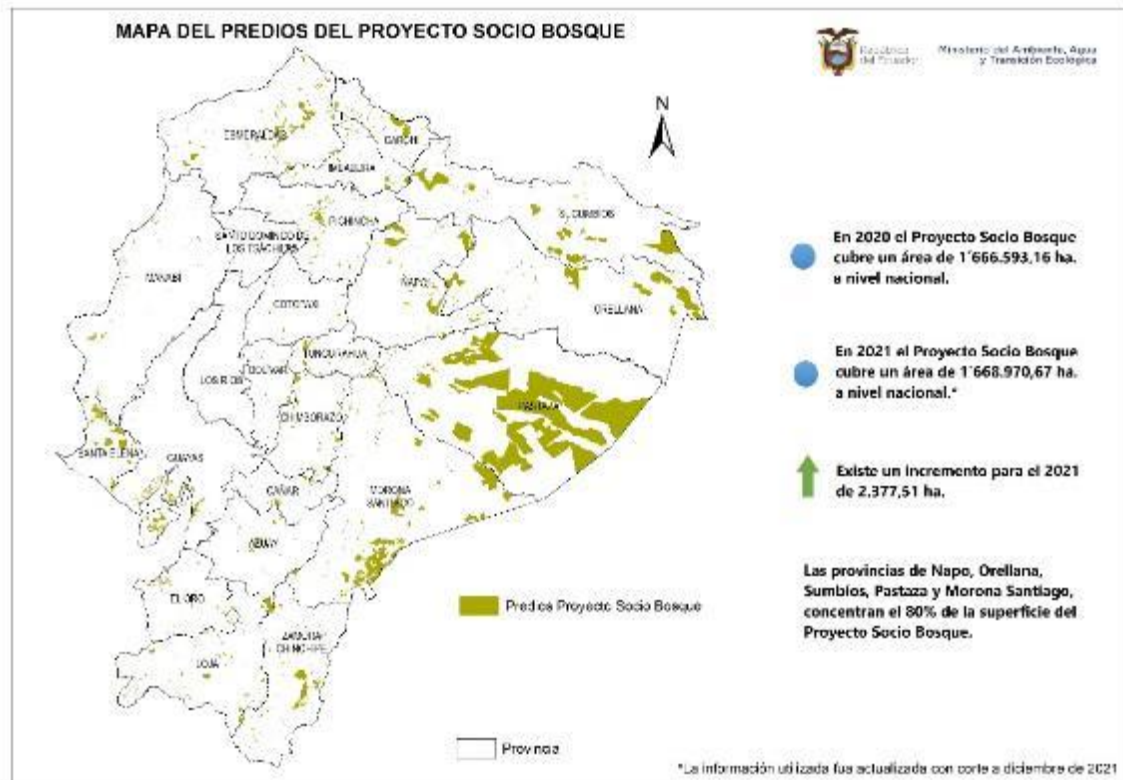 MAPA DEL PREDIOS DEL PROYECTO SOCIO BOSQUE
República
del Ecuador
Ministerio del Ambiente, Agua
y Transición Ecológica
N
ESMERALDAS
CARCHI
IMBABURA
SUCUMBIOS
PICHINCHA
SANTO DOMINGO DE
LOS TSÁCHILAS
MANABI
NAPO
ORELLANA
COTOPAXI
TUNGURAHUA
BOLIVAR
LOS RIOS
PASTAZA
CHIMBORAZO
SANTA ELENA
GUAYAS
CAÑAR
MORONA
SANTIAGO
AZUAY
EL ORO
ZAMORA
CHINCHIPE
LOJA
En 2020 el Proyecto Socio Bosque
cubre un área de 1'666.593,16 ha.
a nivel nacional.
En 2021 el Proyecto Socio Bosque
cubre un área de 1'668.970,67 ha.
a nivel nacional.*
Existe un incremento para el 2021
de 2.377,51 ha.
Las provincias de Napo, Orellana,
Sumbíos, Pastaza y Morona Santiago,
concentran el 80% de la superficie del
Proyecto Socio Bosque.
Predios Proyecto Socio Bosque
Provincia
*La información utilizada fue actualizada con corte a diciembre de 2021